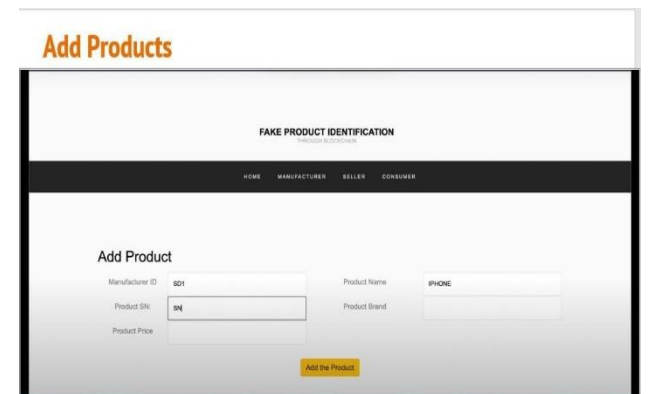 Add Products
FAKE PRODUCT IDENTIFICATION
THROUGH BLOCKCHAIN
HOME MANUFACTURER SELLER CONSUMER
Add Product
Manufacturer ID SD1 Product Name IPHONE
Product SN: SN Product Brand
Product Price
Add the Product